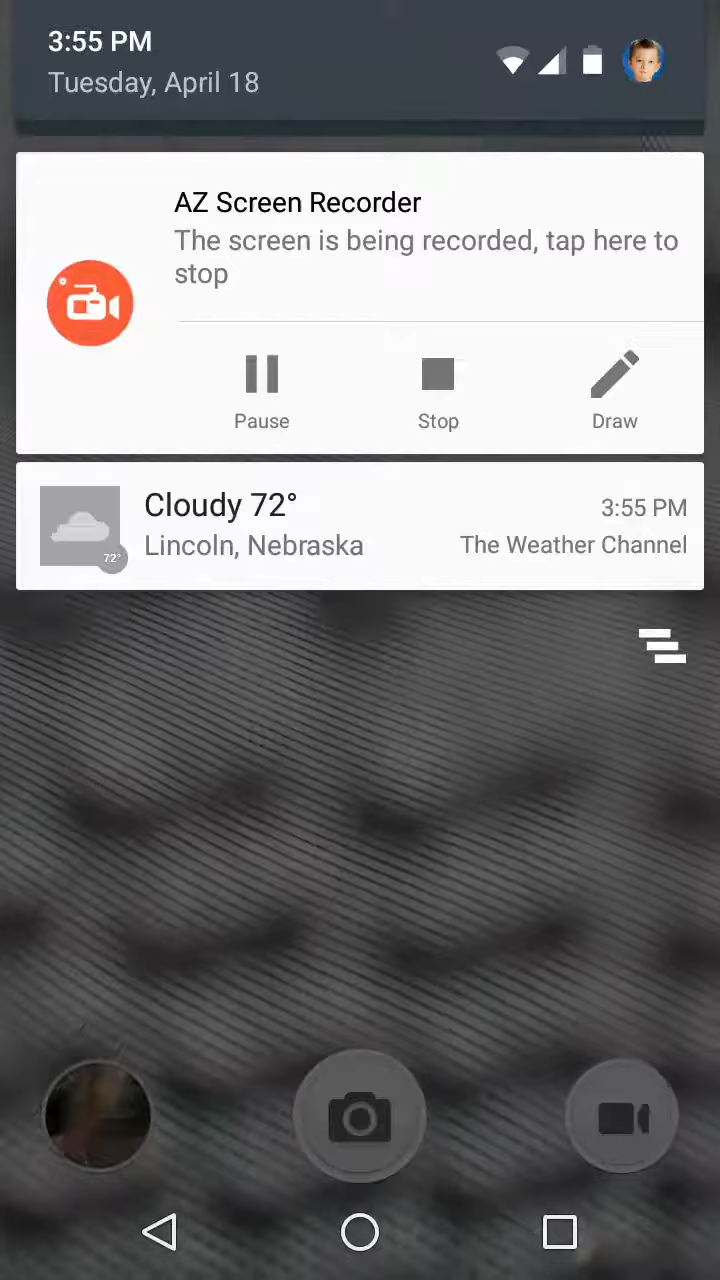 3:55 PM
Tuesday, April 18
AZ Screen Recorder
The screen is being recorded, tap here to
stop
Pause
Stop
Draw
Cloudy 72°
3:55 PM
Lincoln, Nebraska
The Weather Channel
72°